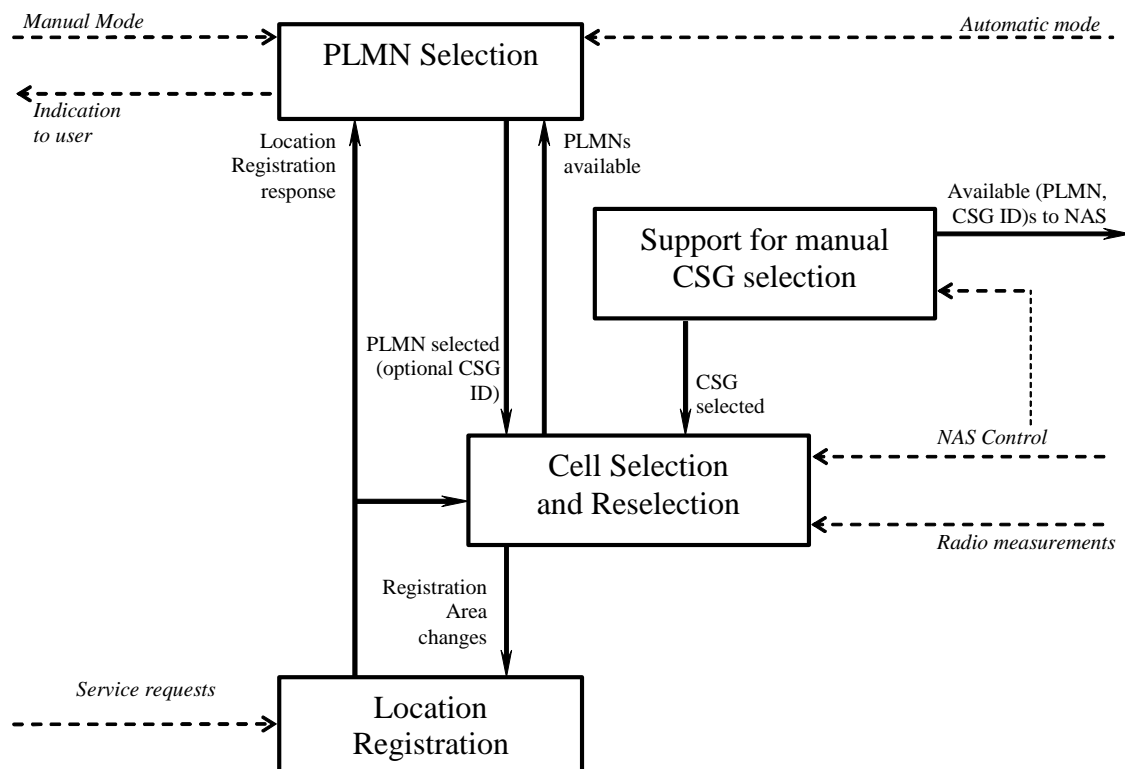 Manual Mode
Automatic mode
PLMN Selection
Indication
to user
Location
Registration
response
PLMNs
available
Available (PLMN,
CSG ID)s to NAS
Support for manual
CSG selection
PLMN selected
(optional CSG
ID)
CSG
selected
NAS Control
Cell Selection
and Reselection
Radio measurements
Registration
Area
changes
Service requests
Location
Registration